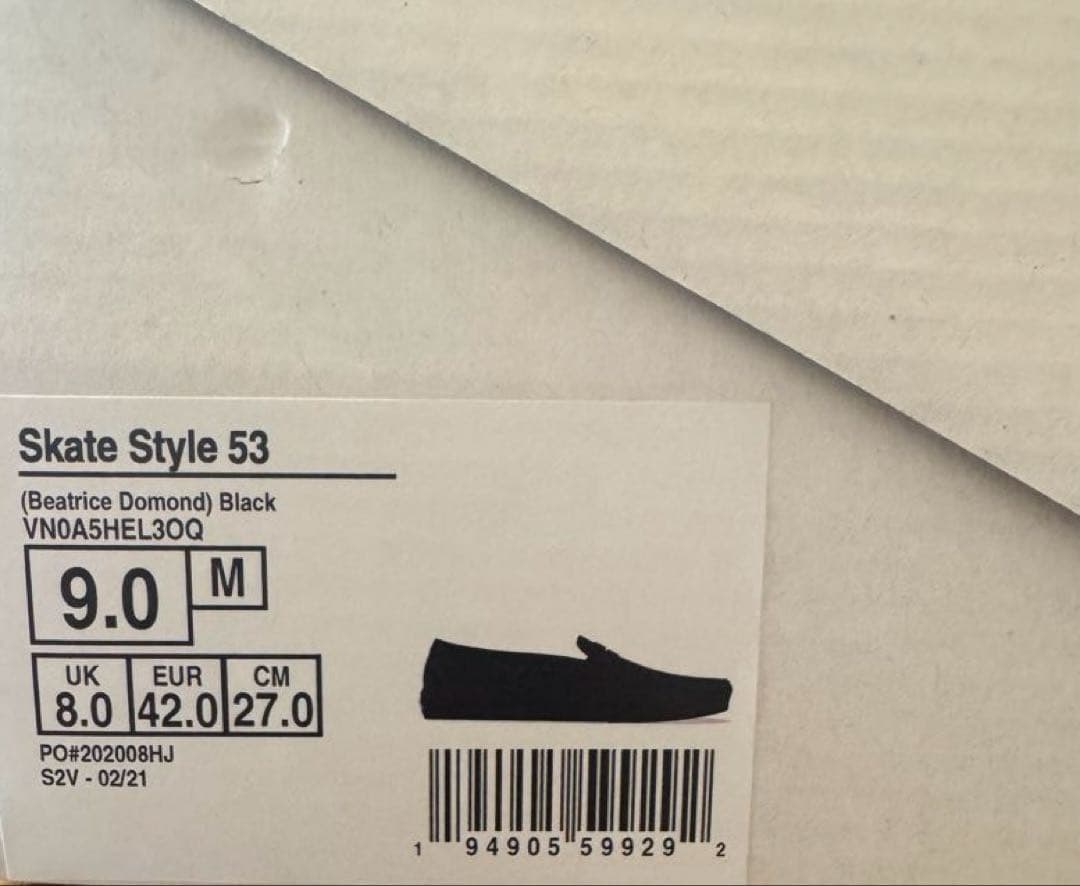 Skate Style 53
(Beatrice Domond) Black
VN0A5HEL3OQ
9.0 M
UK EUR CM
8.0 42.0 27.0
PO#202008HJ
S2V - 02/21
1 94905 59929 2